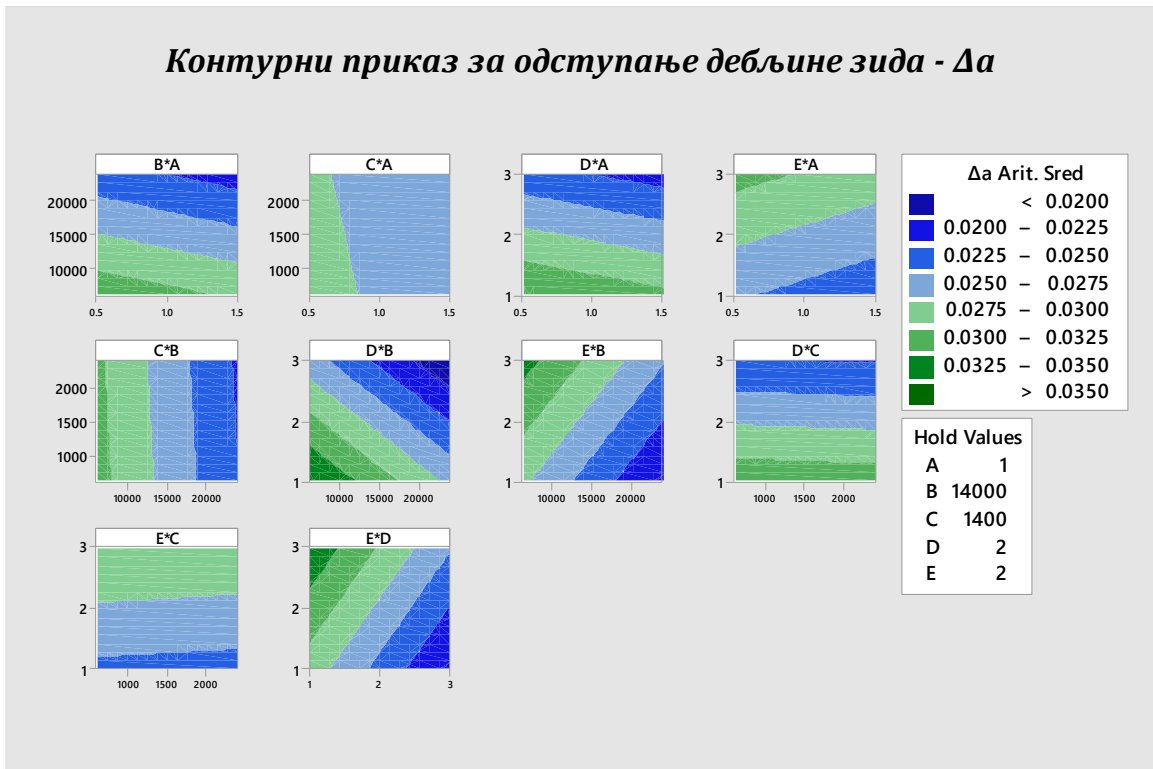 Контурни приказ за одступање дебљине зида - Δa
B*A
C*A
D*A
E*A
20000
15000
10000
0.5
1.0
1.5
2000
1500
1000
0.5
1.0
1.5
3
2
1
0.5
1.0
1.5
3
2
1
0.5
1.0
1.5
C*B
D*B
E*B
D*C
2000
1500
1000
10000
15000
20000
3
2
1
10000
15000
20000
3
2
1
10000
15000
20000
3
2
1
1000
1500
2000
E*C
E*D
3
2
1
1000
1500
2000
3
2
1
1
2
3
Δa Arit. Sred
< 0.0200
0.0200 – 0.0225
0.0225 – 0.0250
0.0250 – 0.0275
0.0275 – 0.0300
0.0300 – 0.0325
0.0325 – 0.0350
> 0.0350
Hold Values
A 1
B 14000
C 1400
D 2
E 2